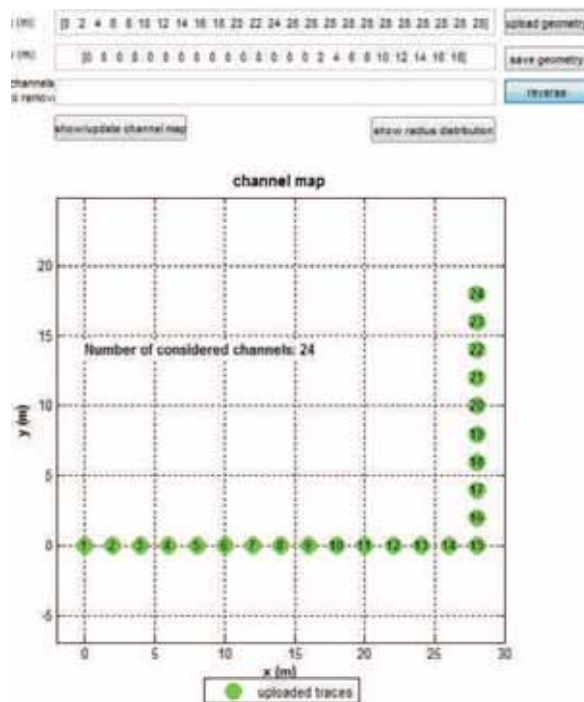 (m) [0 2 4 6 8 10 12 14 16 18 20 22 24 26 28 28 28 28 28 28 28 28 28 28] upload geometry
(m) [0 0 0 0 0 0 0 0 0 0 0 0 0 0 0 2 4 6 8 10 12 14 16 18] save geometry
channels
remov reverse
show/update channel map show radius distribution
channel map
20
15
10
5
0
-5
y (m)
Number of considered channels: 24
24
23
22
21
20
19
18
17
16
1 2 3 4 5 6 7 8 9 10 11 12 13 14 15
0 5 10 15 20 25 30
x (m)
uploaded traces